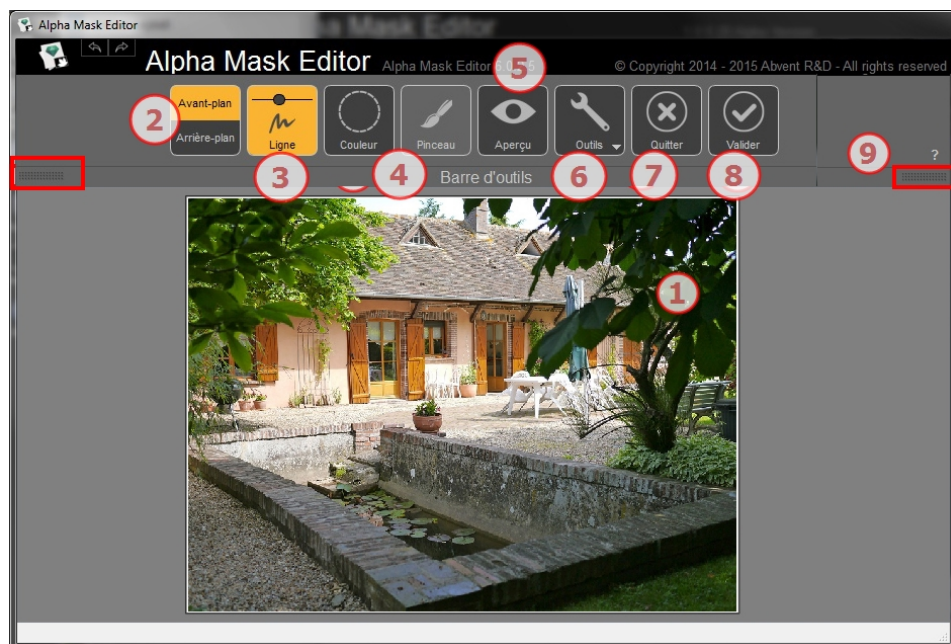 Alpha Mask Editor
Alpha Mask Editor Alpha Mask Editor © Copyright 2014 - 2015 Abvent R&D - All rights reserved
5
Avant-plan
Arrière-plan
2
Ligne
Couleur
Pinceau
Aperçu
Outils
Quitter
Valider
9
?
3
4
Barre d'outils
6
7
8
1